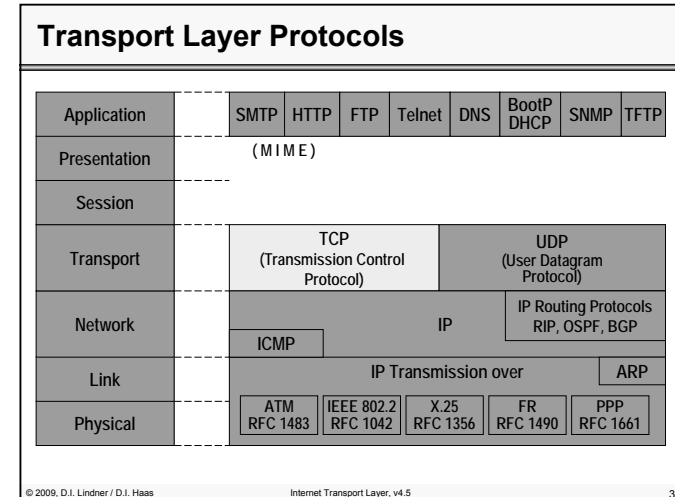 Transport Layer Protocols
Application
SMTP HTTP FTP Telnet DNS BootP DHCP SNMP TFTP
Presentation
(MIME)
Session
Transport
TCP
(Transmission Control
Protocol)
UDP
(User Datagram
Protocol)
Network
IP
IP Routing Protocols
RIP, OSPF, BGP
ICMP
Link
IP Transmission over
ARP
Physical
ATM
RFC 1483
IEEE 802.2
RFC 1042
X.25
RFC 1356
FR
RFC 1490
PPP
RFC 1661
© 2009, D.I. Lindner / D.I. Haas
Internet Transport Layer, v4.5
3